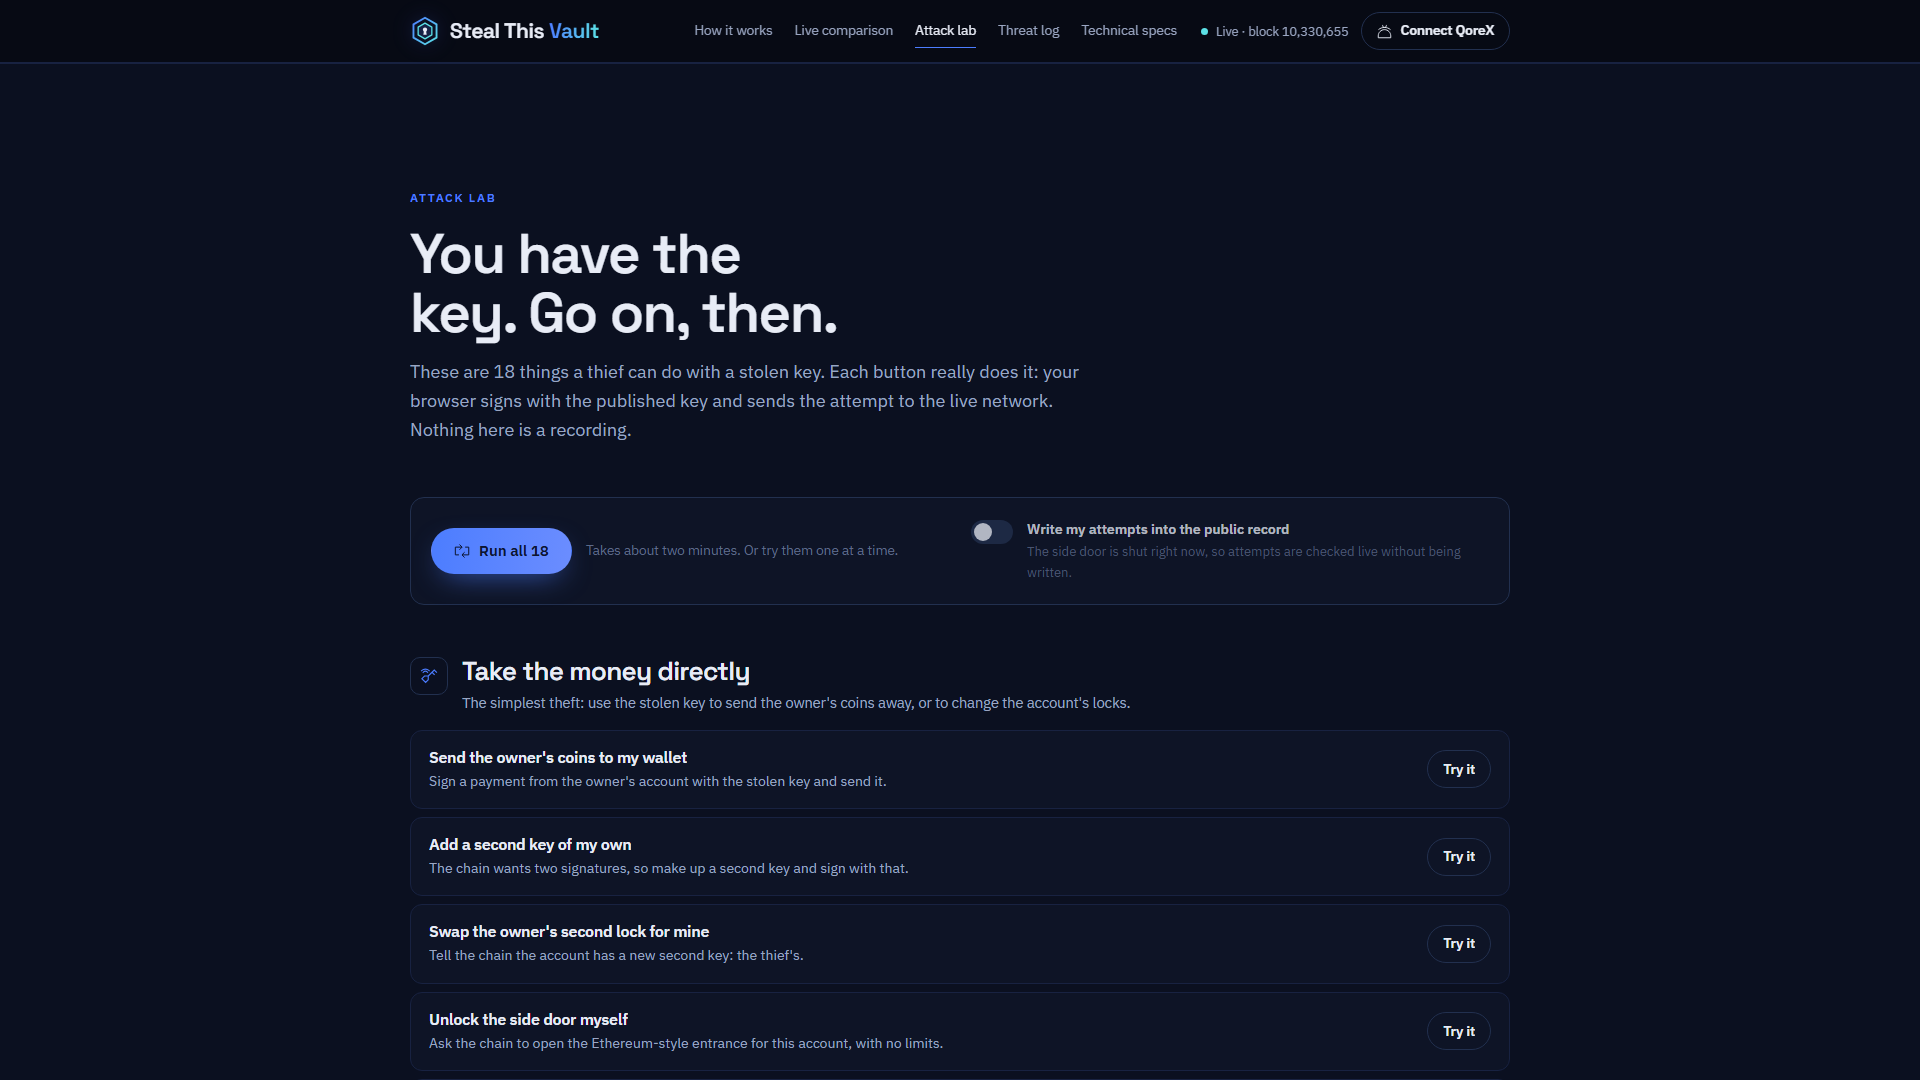 Steal This Vault
How it works
Live comparison
Attack lab
Threat log
Technical specs
Live · block 10,330,655
Connect QoreX
ATTACK LAB
You have the
key. Go on, then.
These are 18 things a thief can do with a stolen key. Each button really does it: your
browser signs with the published key and sends the attempt to the live network.
Nothing here is a recording.
Run all 18
Takes about two minutes. Or try them one at a time.
Write my attempts into the public record
The side door is shut right now, so attempts are checked live without being
written.
Take the money directly
The simplest theft: use the stolen key to send the owner's coins away, or to change the account's locks.
Send the owner's coins to my wallet
Sign a payment from the owner's account with the stolen key and send it.
Try it
Add a second key of my own
The chain wants two signatures, so make up a second key and sign with that.
Try it
Swap the owner's second lock for mine
Tell the chain the account has a new second key: the thief's.
Try it
Unlock the side door myself
Ask the chain to open the Ethereum-style entrance for this account, with no limits.
Try it